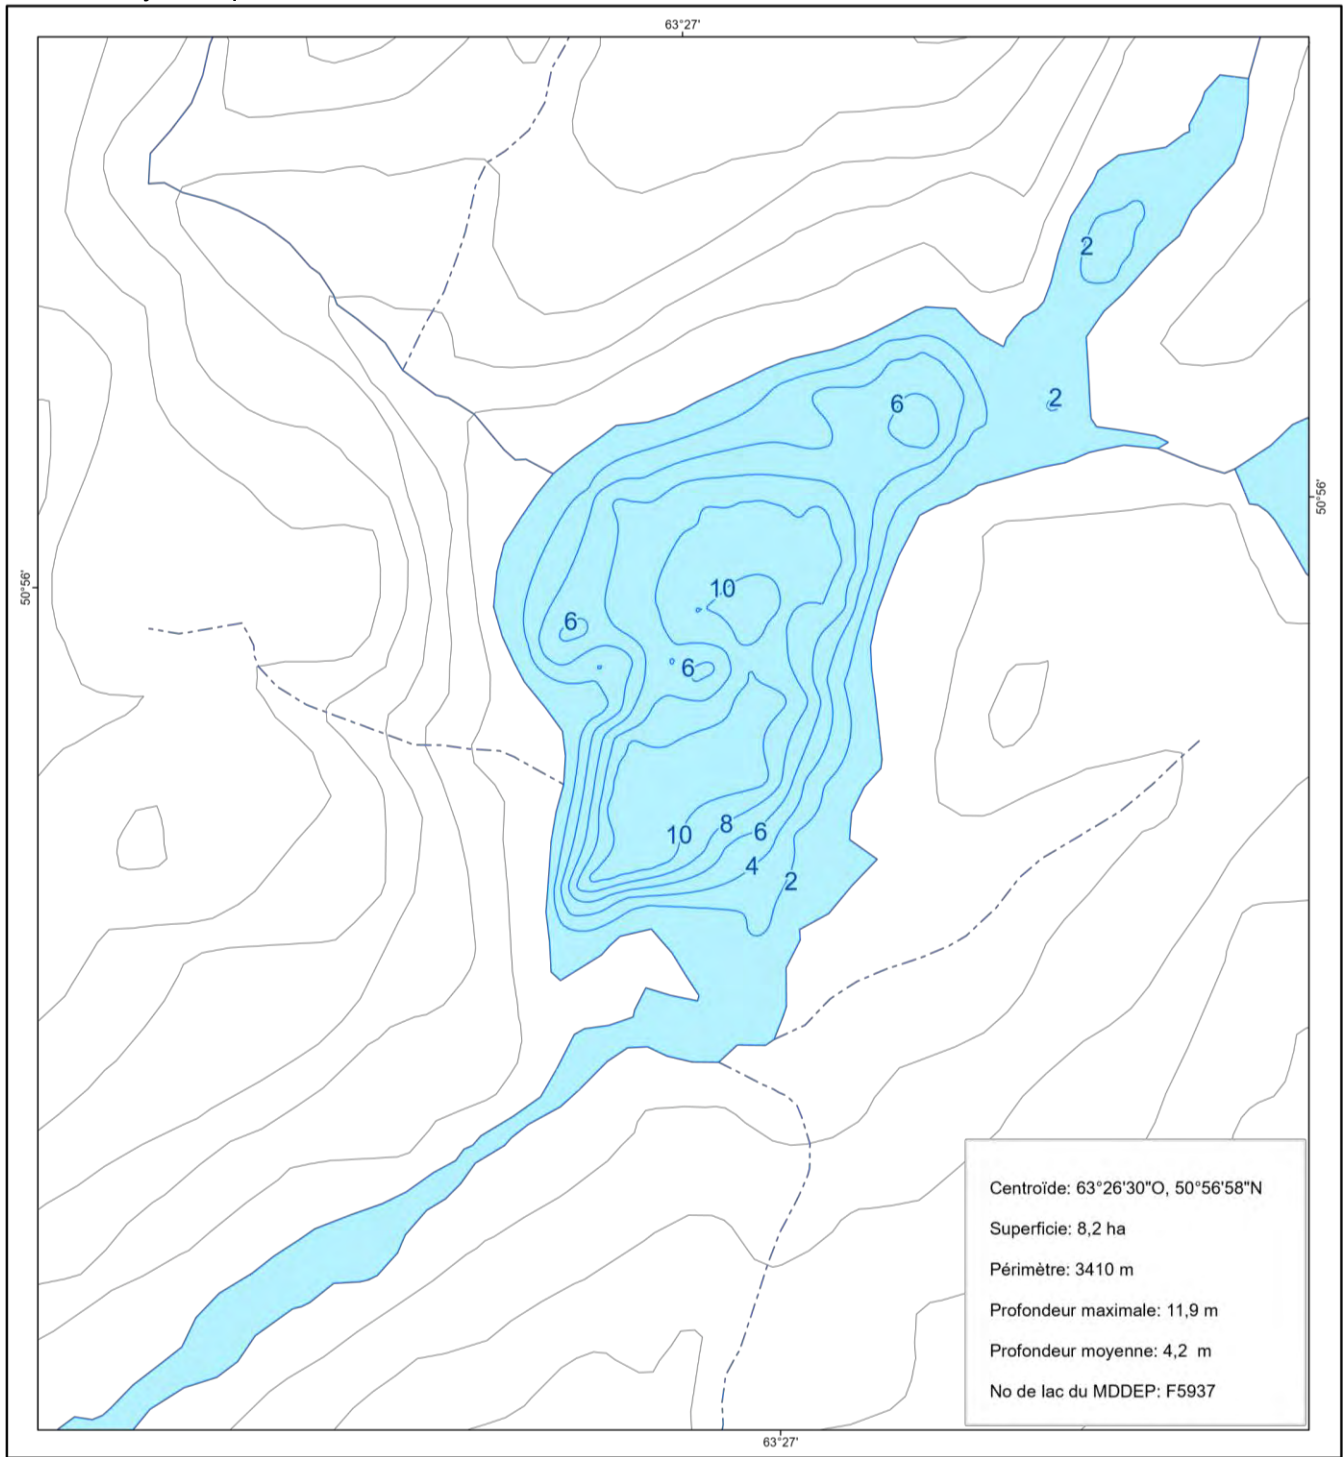 63°27'
2
2
6
50°56'
10
50°56'
6
6
10
8
6
4
2
Centroïde: 63°26'30"O, 50°56'58"N
Superficie: 8,2 ha
Périmètre: 3410 m
Profondeur maximale: 11,9 m
Profondeur moyenne: 4,2 m
No de lac du MDDEP: F5937
63°27'